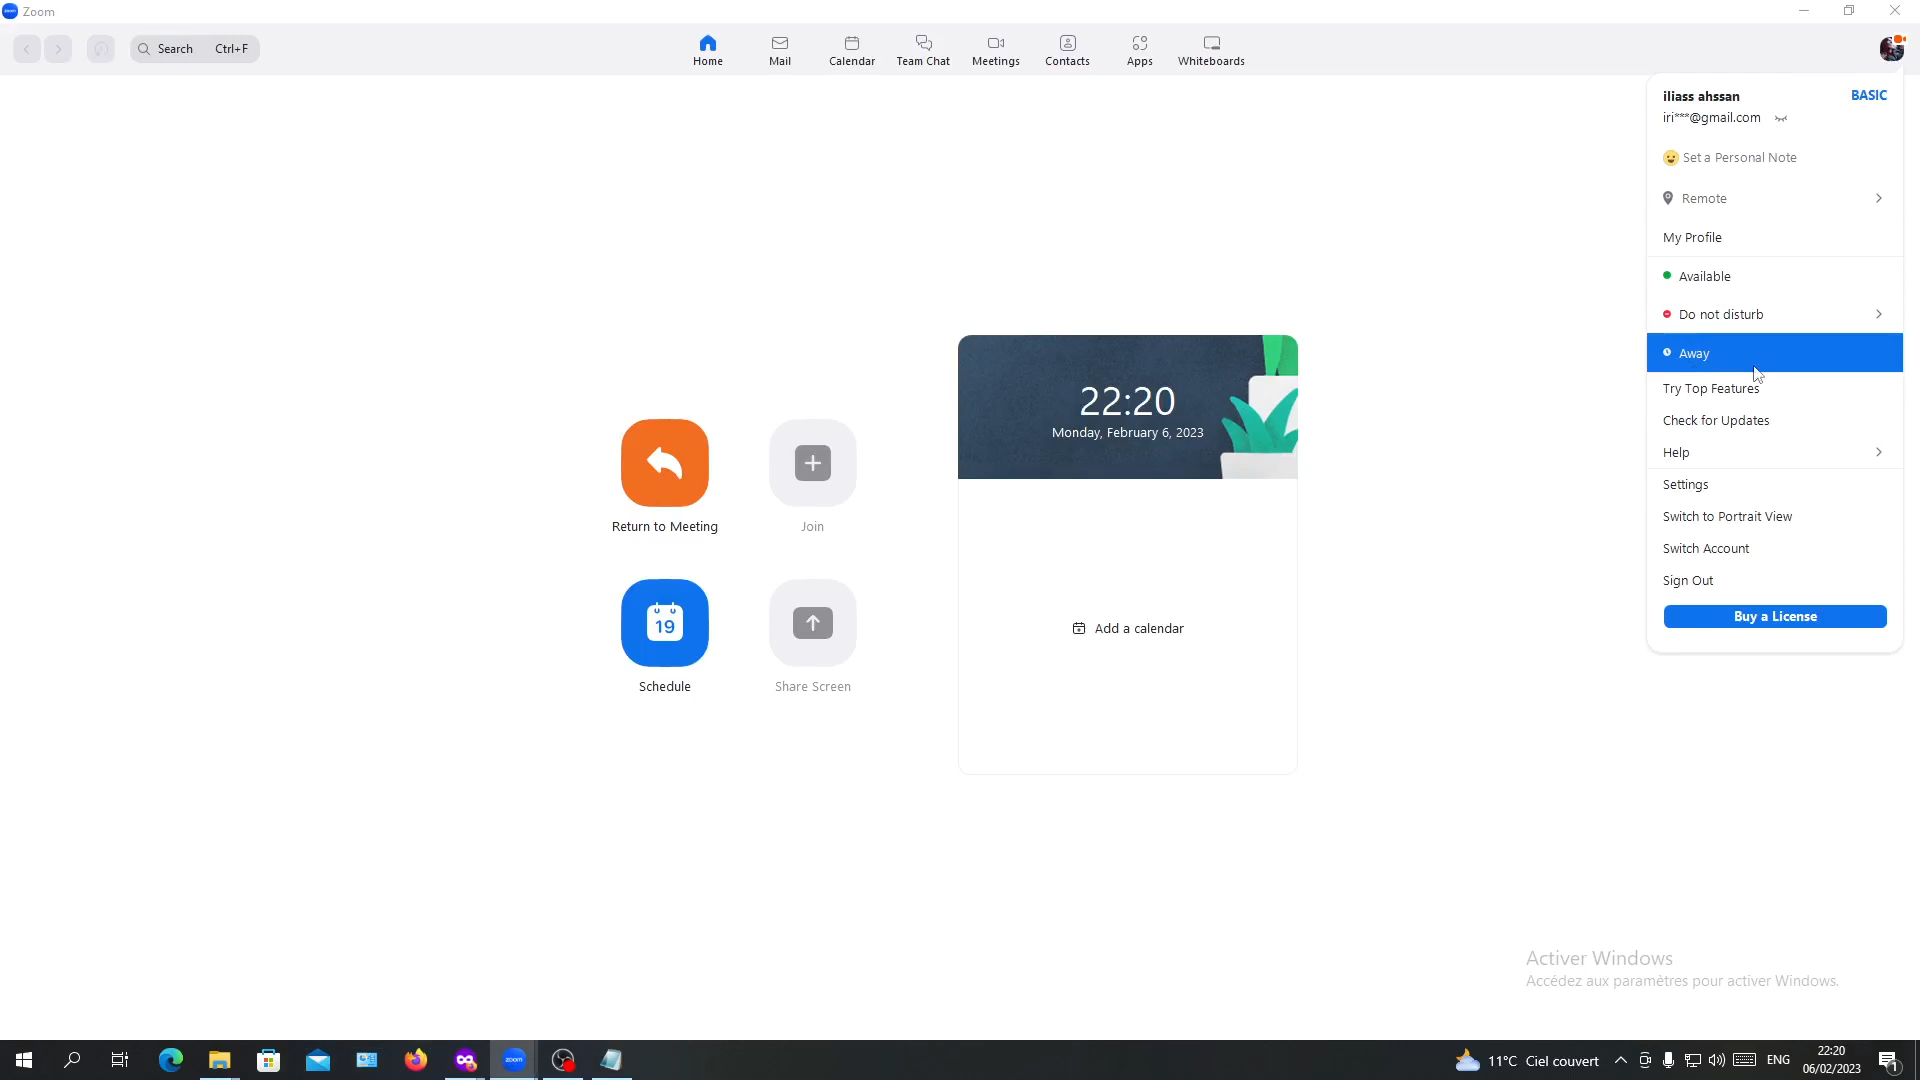 Zoom
Search Ctrl+F
Home
Mail
Calendar
Team Chat
Meetings
Contacts
Apps
Whiteboards
iliass ahssan BASIC
iri***@gmail.com
Set a Personal Note
Remote
My Profile
Available
Do not disturb
Away
Try Top Features
Check for Updates
Help
Settings
Switch to Portrait View
Switch Account
Sign Out
Buy a License
22:20
Monday, February 6, 2023
Add a calendar
Return to Meeting
Join
19
Schedule
Share Screen
Activer Windows
Accédez aux paramètres pour activer Windows.
zoom
11°C Ciel couvert
ENG
22:20
06/02/2023
1